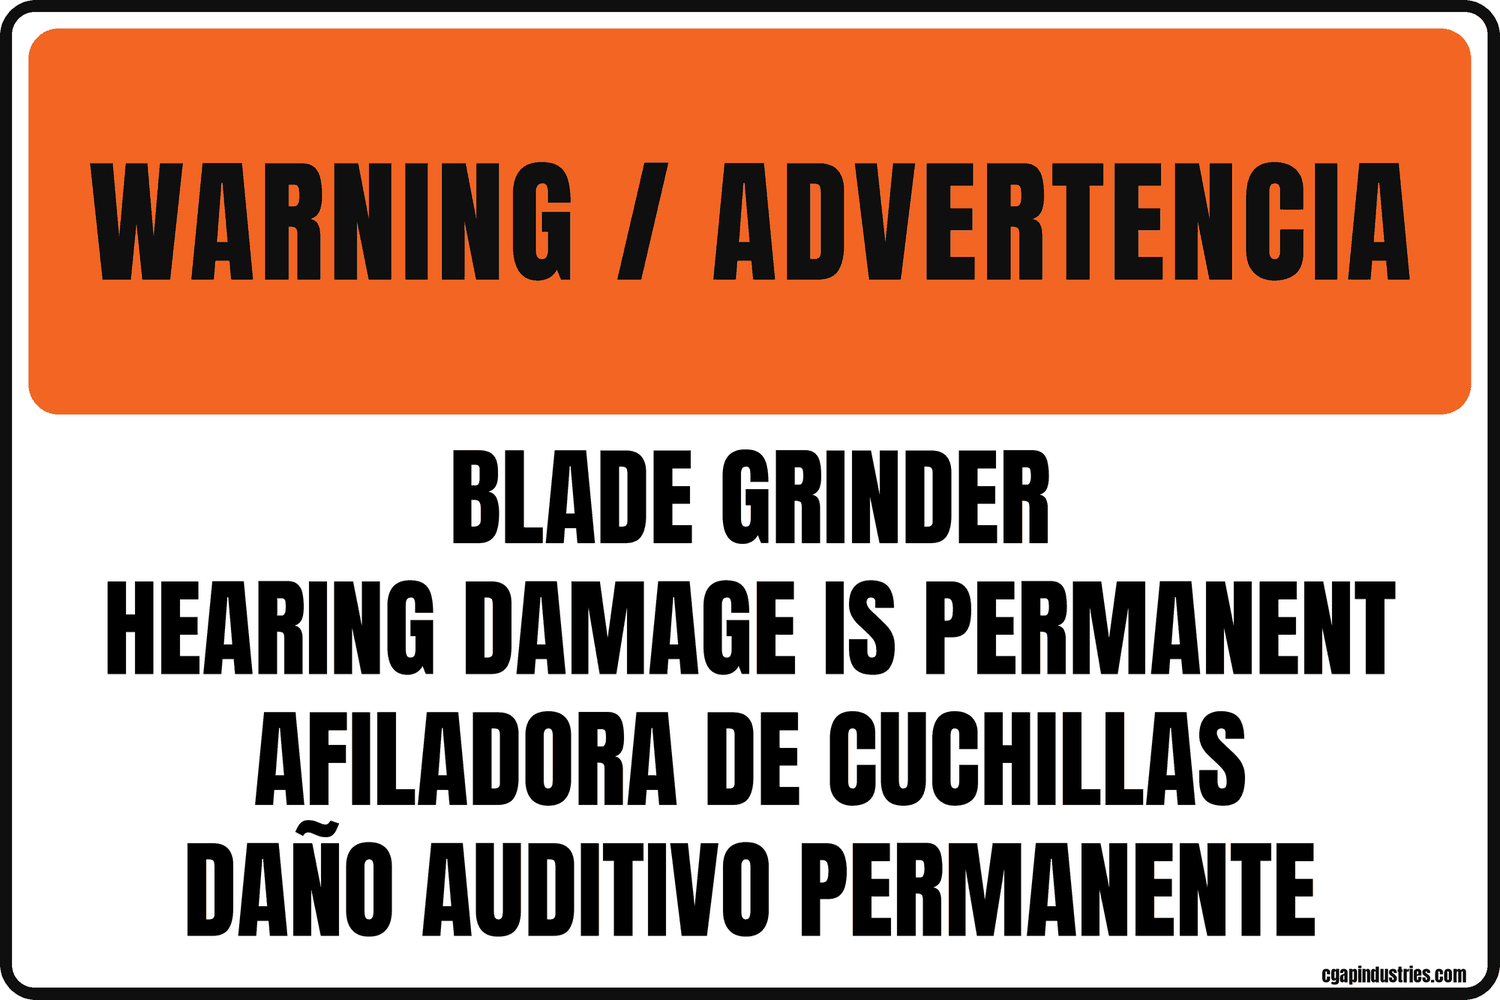 WARNING / ADVERTENCIA
BLADE GRINDER
HEARING DAMAGE IS PERMANENT
AFILADORA DE CUCHILLAS
DAÑO AUDITIVO PERMANENTE
cgapindustries.com